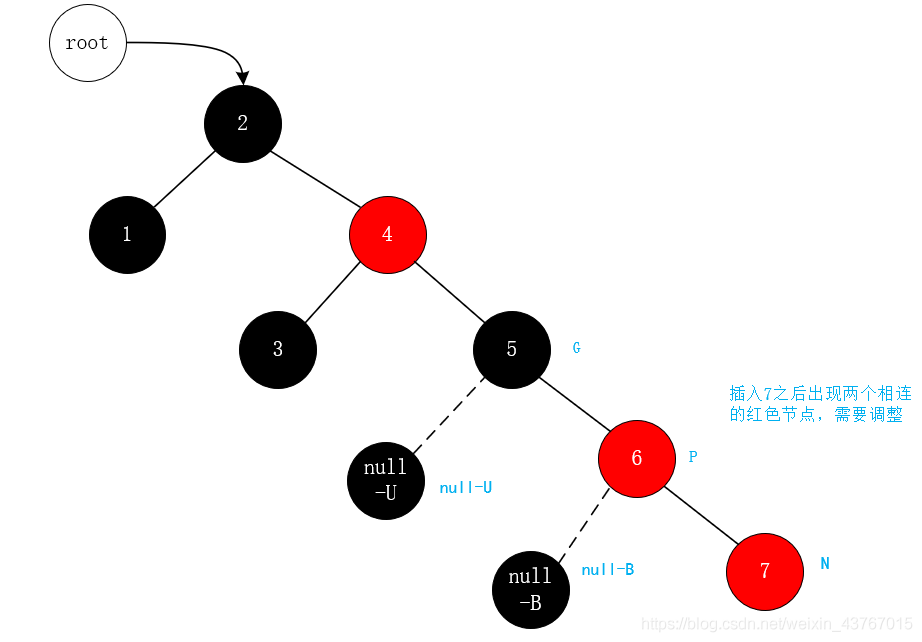 root
2
1
4
3
5
G
插入7之后出现两个相连
的红色节点，需要调整
6
P
null
-U
null-U
7
N
null
-B
null-B
https://blog.csdn.net/weixin_43767015